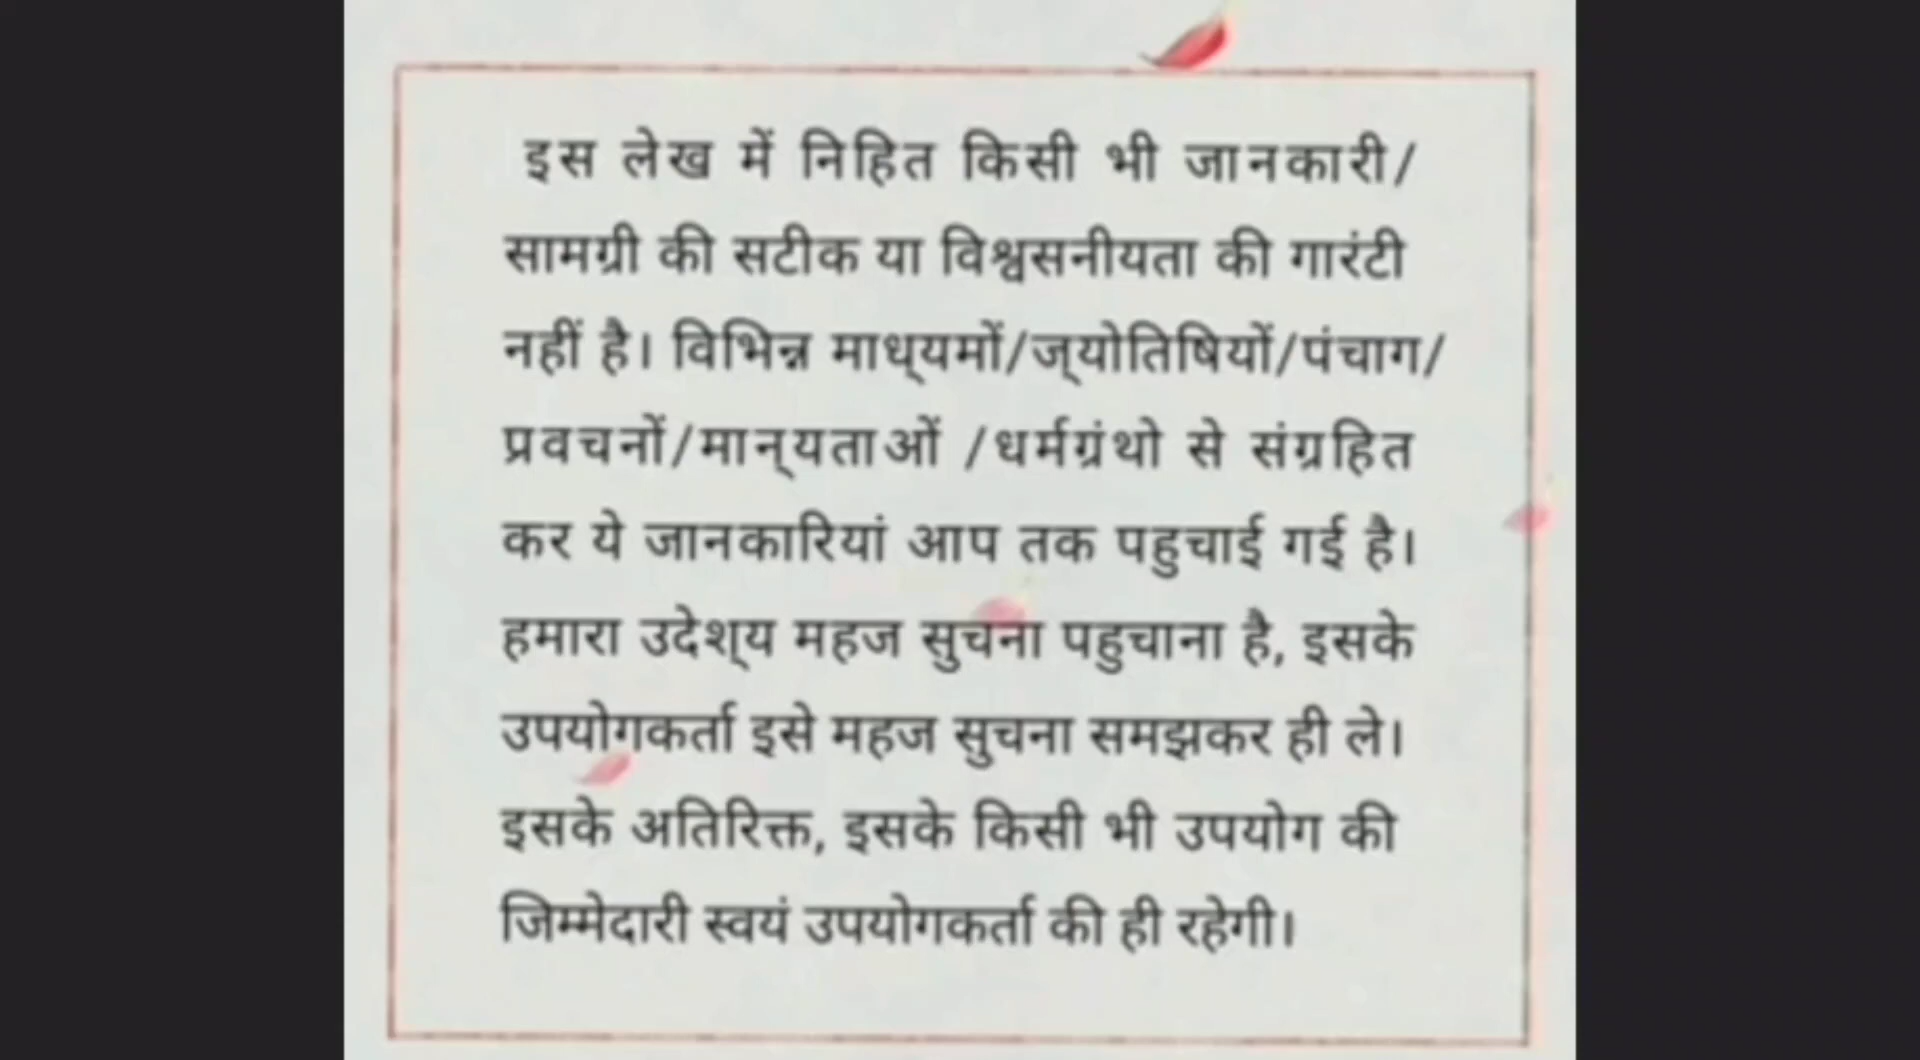 इस लेख में निहित किसी भी जानकारी/
सामग्री की सटीक या विश्वसनीयता की गारंटी
नहीं है। विभिन्न माध्‌यमों/ज्‌योतिषियों/पंचाग/
प्रवचनों/मान्‌यताओं /धर्मग्रंथो से संग्रहित
कर ये जानकारियां आप तक पहुचाई गई है।
हमारा उदेश्‌य महज सुचना पहुचाना है, इसके
उपयोगकर्ता इसे महज सुचना समझकर ही ले।
इसके अतिरिक्त, इसके किसी भी उपयोग की
जिम्मेदारी स्वयं उपयोगकर्ता की ही रहेगी।